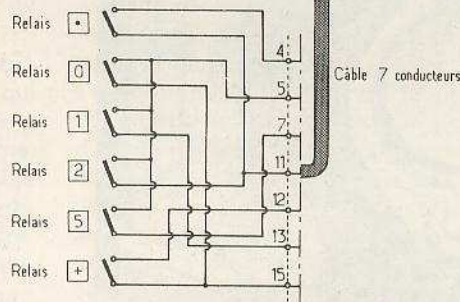 Relais •
Relais 0
Relais 1
Relais 2
Relais 5
Relais +
4
5
7
11
12
13
15
Câble 7 conducteurs